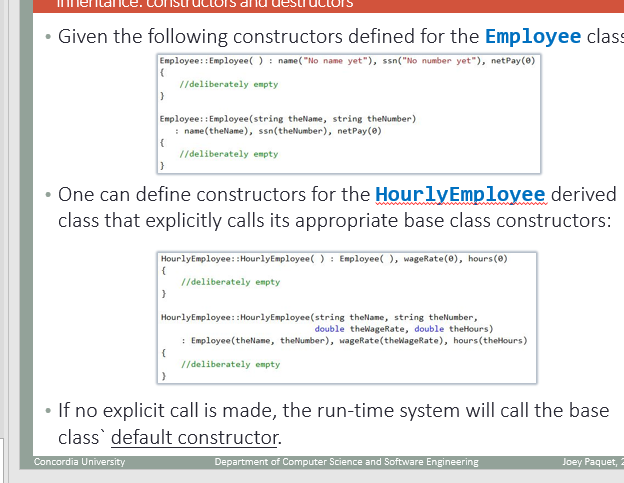 Inheritance: constructors and destructors
• Given the following constructors defined for the Employee class
Employee::Employee( ) : name("No name yet"), ssn("No number yet"), netPay(0)
{
//deliberately empty
}
Employee::Employee(string theName, string theNumber)
: name(theName), ssn(theNumber), netPay(0)
{
//deliberately empty
}
• One can define constructors for the HourlyEmployee derived
class that explicitly calls its appropriate base class constructors:
HourlyEmployee::HourlyEmployee( ) : Employee( ), wageRate(0), hours(0)
{
//deliberately empty
}
HourlyEmployee::HourlyEmployee(string theName, string theNumber,
double theWageRate, double theHours)
: Employee(theName, theNumber), wageRate(theWageRate), hours(theHours)
{
//deliberately empty
}
• If no explicit call is made, the run-time system will call the base
class` default constructor.
Concordia University
Department of Computer Science and Software Engineering
Joey Paquet,